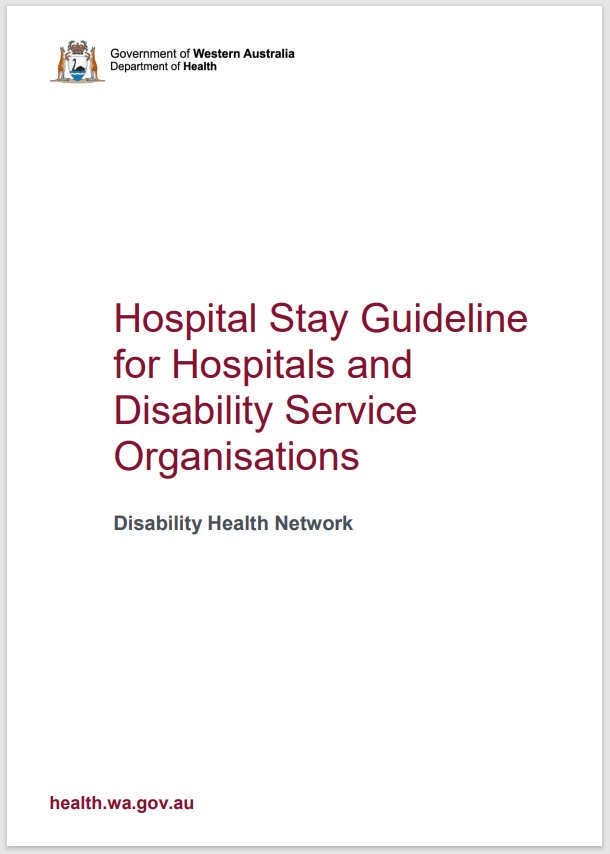 Government of Western Australia
Department of Health
Hospital Stay Guideline
for Hospitals and
Disability Service
Organisations
Disability Health Network
health.wa.gov.au